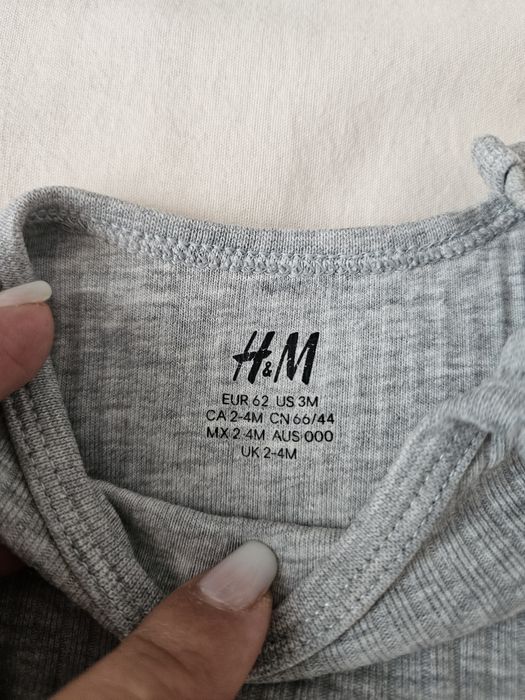 H&M
EUR 62 US 3M
CA 2-4M CN 66/44
MX 2-4M AUS 000
UK 2-4M